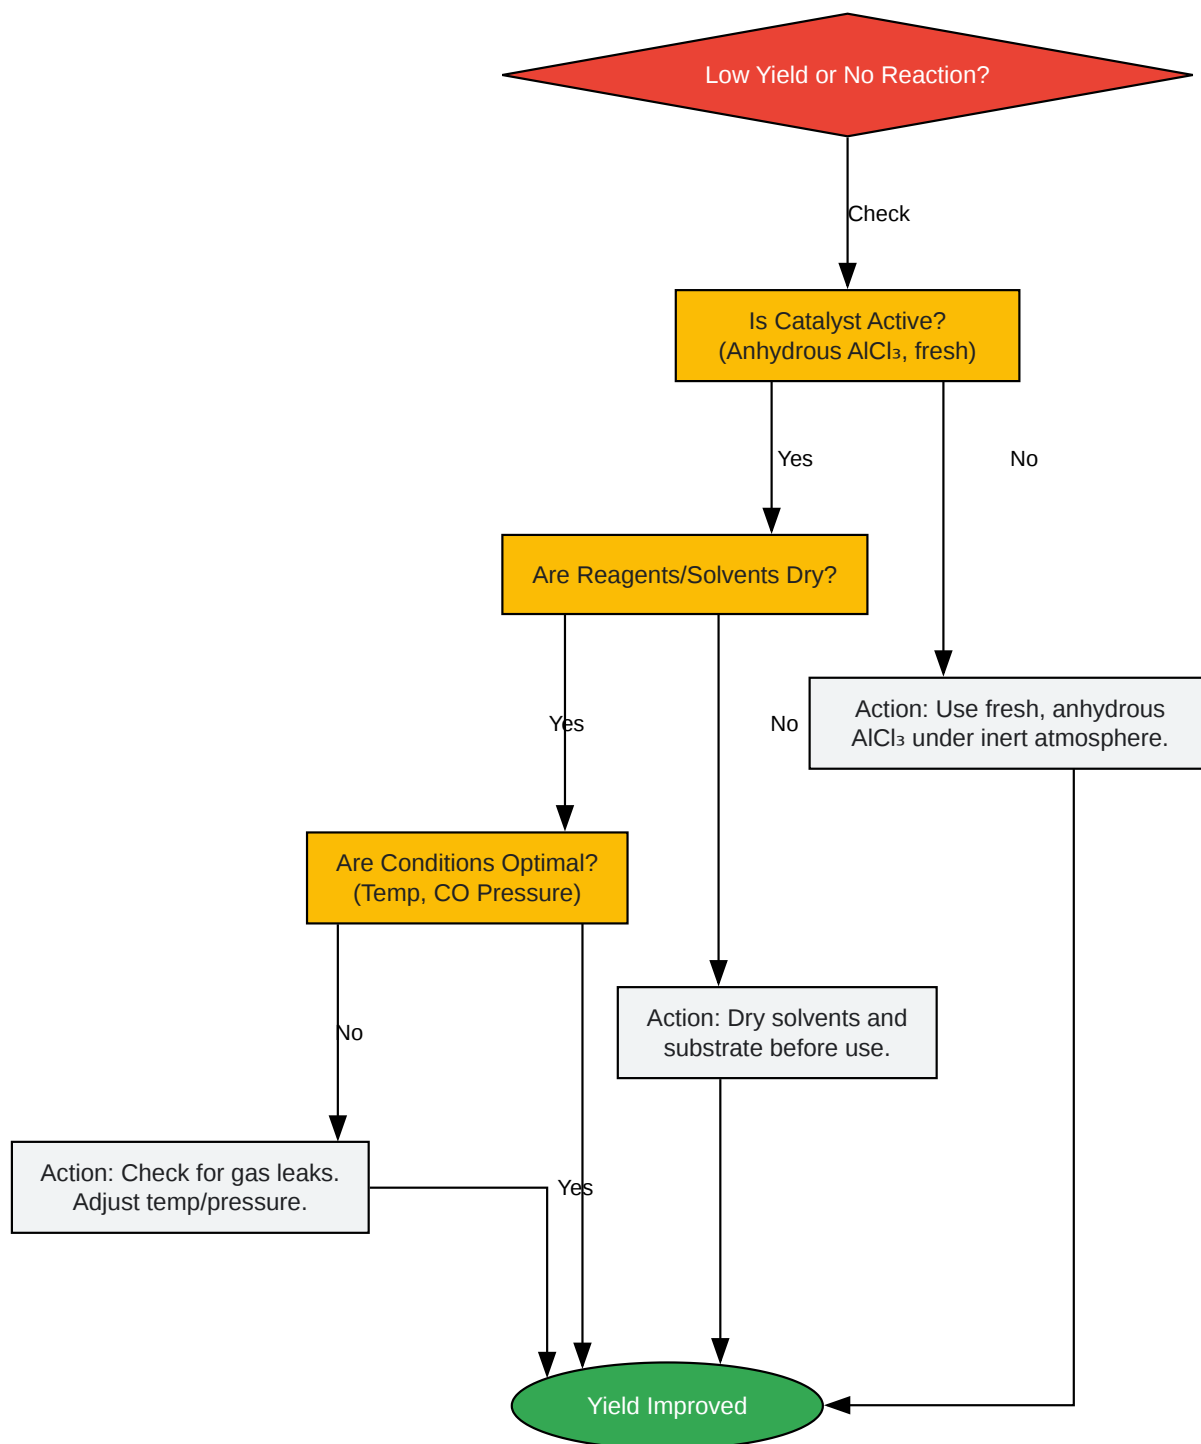 Low Yield or No Reaction?
Check
Is Catalyst Active?
(Anhydrous AlCl₃, fresh)
Yes
No
Are Reagents/Solvents Dry?
Action: Use fresh, anhydrous
AlCl₃ under inert atmosphere.
Yes
No
Are Conditions Optimal?
(Temp, CO Pressure)
Action: Dry solvents and
substrate before use.
No
Action: Check for gas leaks.
Adjust temp/pressure.
Yes
Yield Improved